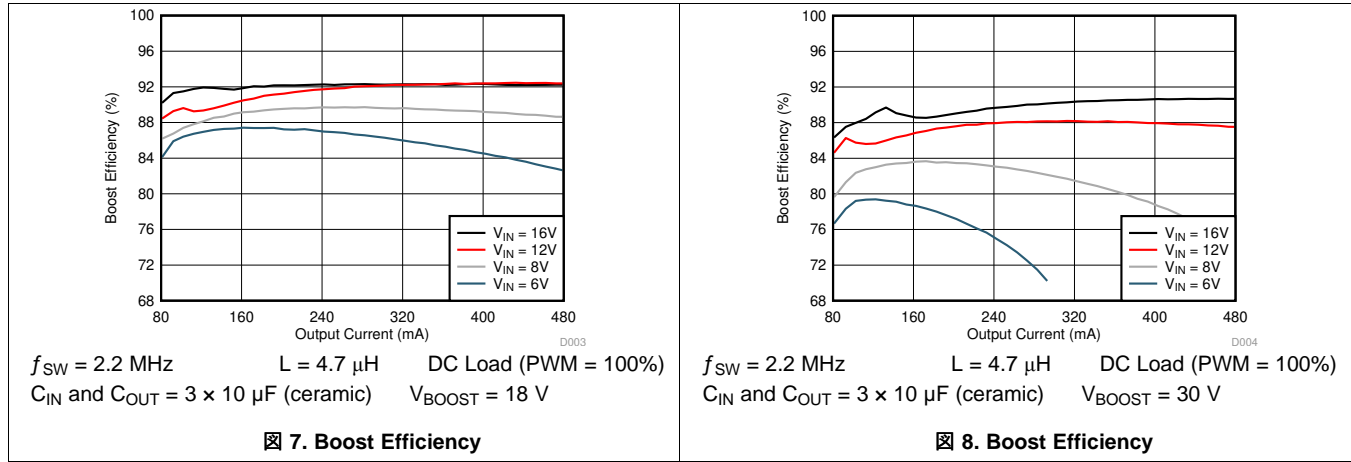 100
96
92
88
84
80
76
72
68
Boost Efficiency (%)
V_IN = 16V
V_IN = 12V
V_IN = 8V
V_IN = 6V
80 160 240 320 400 480
Output Current (mA)
D003
ƒ_SW = 2.2 MHz L = 4.7 μH DC Load (PWM = 100%)
C_IN and C_OUT = 3 × 10 µF (ceramic) V_BOOST = 18 V
図 7. Boost Efficiency
100
96
92
88
84
80
76
72
68
Boost Efficiency (%)
V_IN = 16V
V_IN = 12V
V_IN = 8V
V_IN = 6V
80 160 240 320 400 480
Output Current (mA)
D004
ƒ_SW = 2.2 MHz L = 4.7 μH DC Load (PWM = 100%)
C_IN and C_OUT = 3 × 10 µF (ceramic) V_BOOST = 30 V
図 8. Boost Efficiency